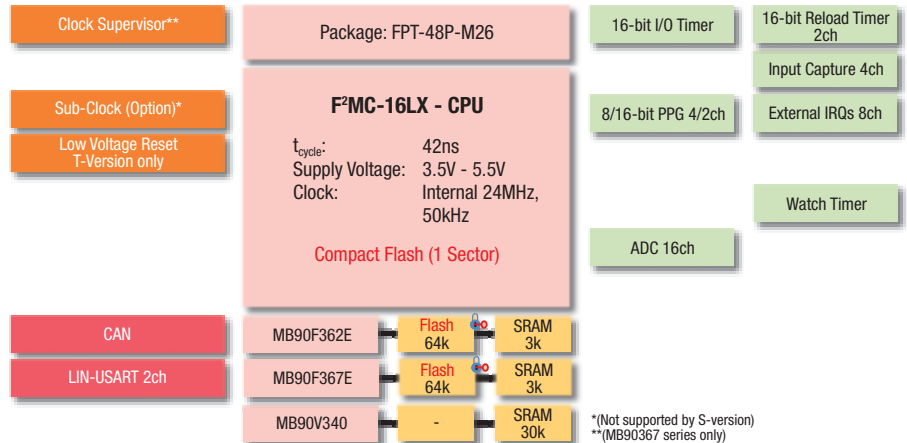 Clock Supervisor**
Package: FPT-48P-M26
16-bit I/O Timer
16-bit Reload Timer
2ch
Input Capture 4ch
Sub-Clock (Option)*
F²MC-16LX - CPU
8/16-bit PPG 4/2ch
External IRQs 8ch
Low Voltage Reset
T-Version only
tcycle: 42ns
Supply Voltage: 3.5V - 5.5V
Clock: Internal 24MHz,
50kHz
Watch Timer
Compact Flash (1 Sector)
ADC 16ch
CAN
MB90F362E
Flash
64k
SRAM
3k
LIN-USART 2ch
MB90F367E
Flash
64k
SRAM
3k
MB90V340
-
SRAM
30k
*(Not supported by S-version)
**(MB90367 series only)